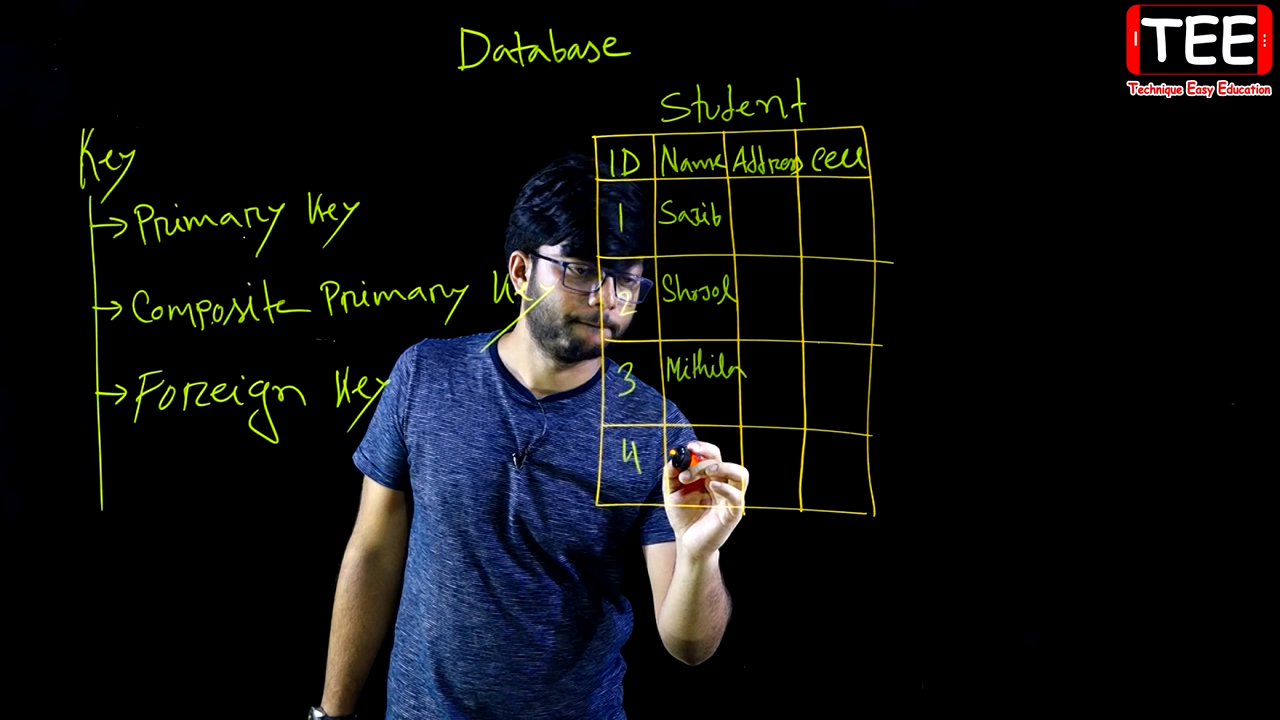 TEE
Technique Easy Education
Database
Student
Key
Primary Key
Composite Primary Key
Foreign Key
ID Name Address Cell
1 Sazib
2 Shojol
3 Mithila
4